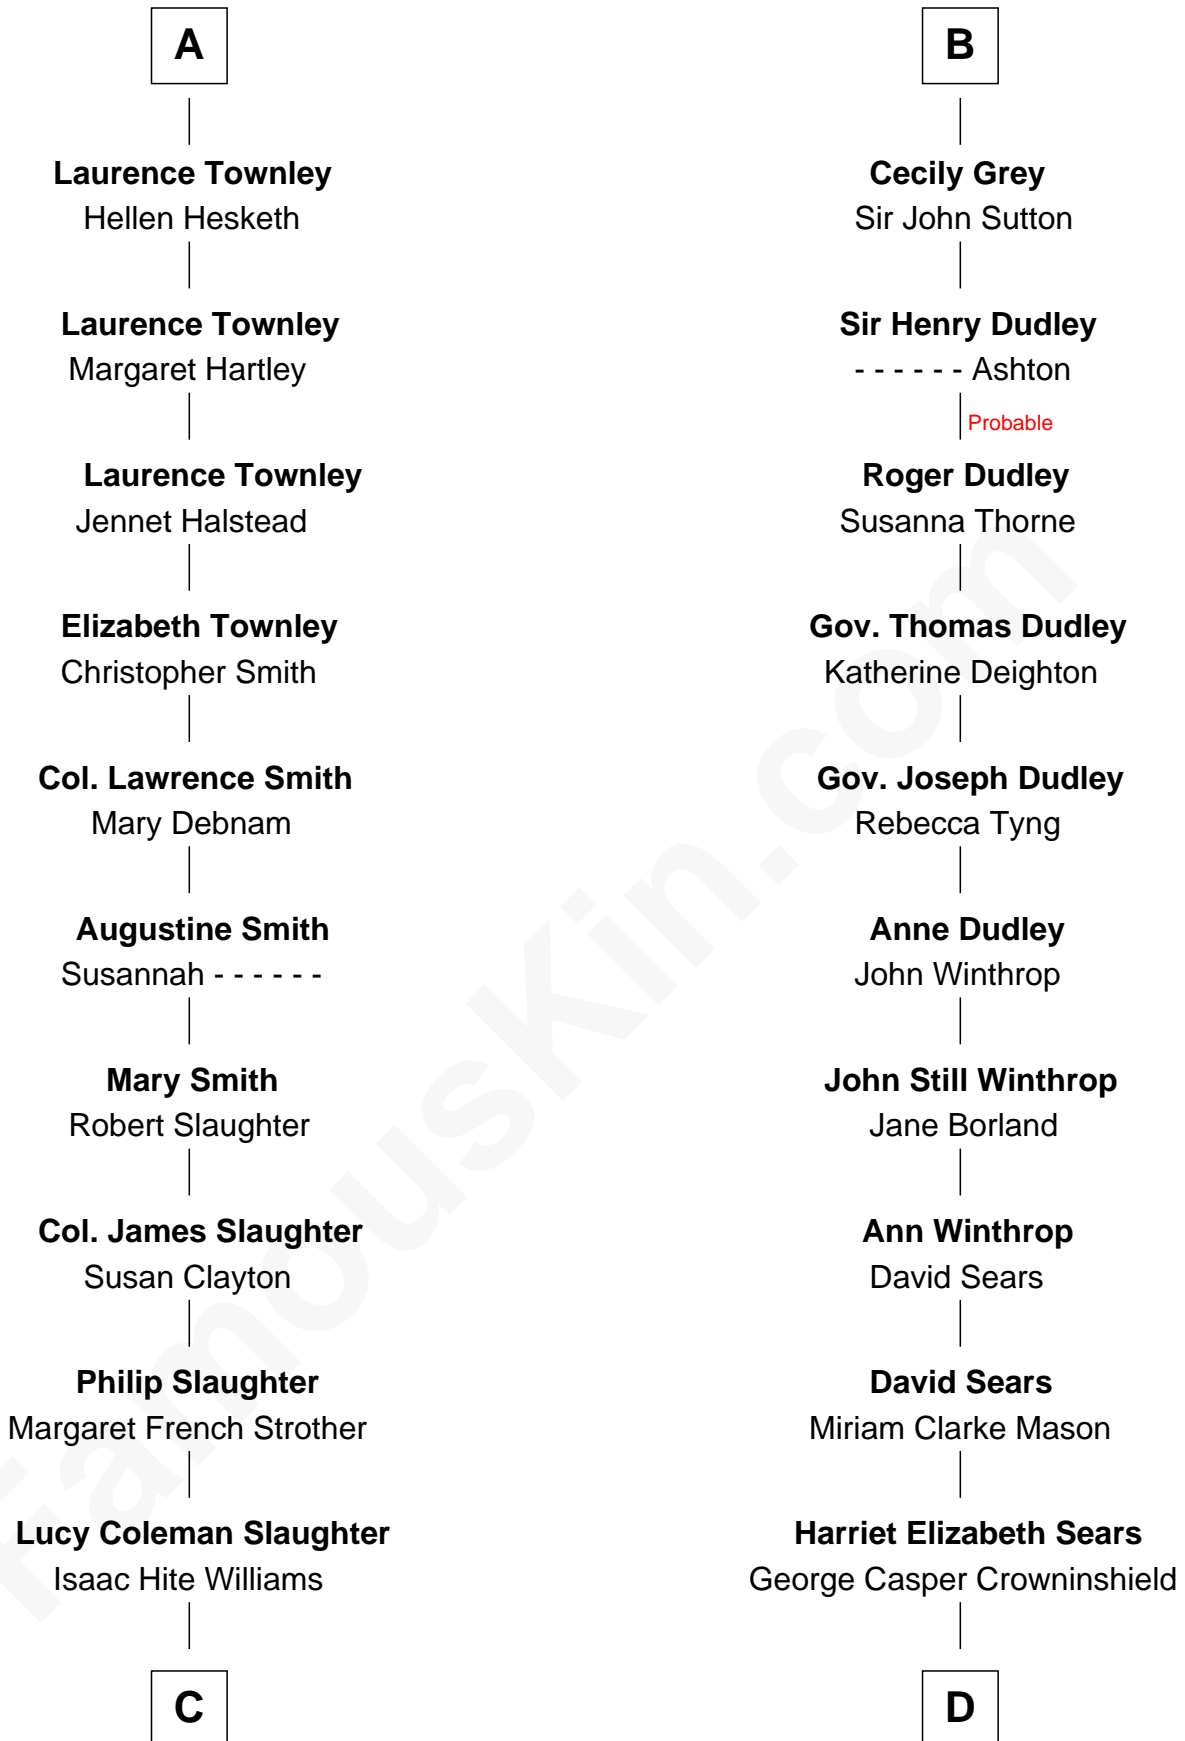 A
Laurence Townley
Hellen Hesketh
Laurence Townley
Margaret Hartley
Laurence Townley
Jennet Halstead
Elizabeth Townley
Christopher Smith
Col. Lawrence Smith
Mary Debnam
Augustine Smith
Susannah - - - - - -
Mary Smith
Robert Slaughter
Col. James Slaughter
Susan Clayton
Philip Slaughter
Margaret French Strother
Lucy Coleman Slaughter
Isaac Hite Williams
C
B
Cecily Grey
Sir John Sutton
Sir Henry Dudley
- - - - - - Ashton
Probable
Roger Dudley
Susanna Thorne
Gov. Thomas Dudley
Katherine Deighton
Gov. Joseph Dudley
Rebecca Tyng
Anne Dudley
John Winthrop
John Still Winthrop
Jane Borland
Ann Winthrop
David Sears
David Sears
Miriam Clarke Mason
Harriet Elizabeth Sears
George Casper Crowninshield
D
FamousKin.com